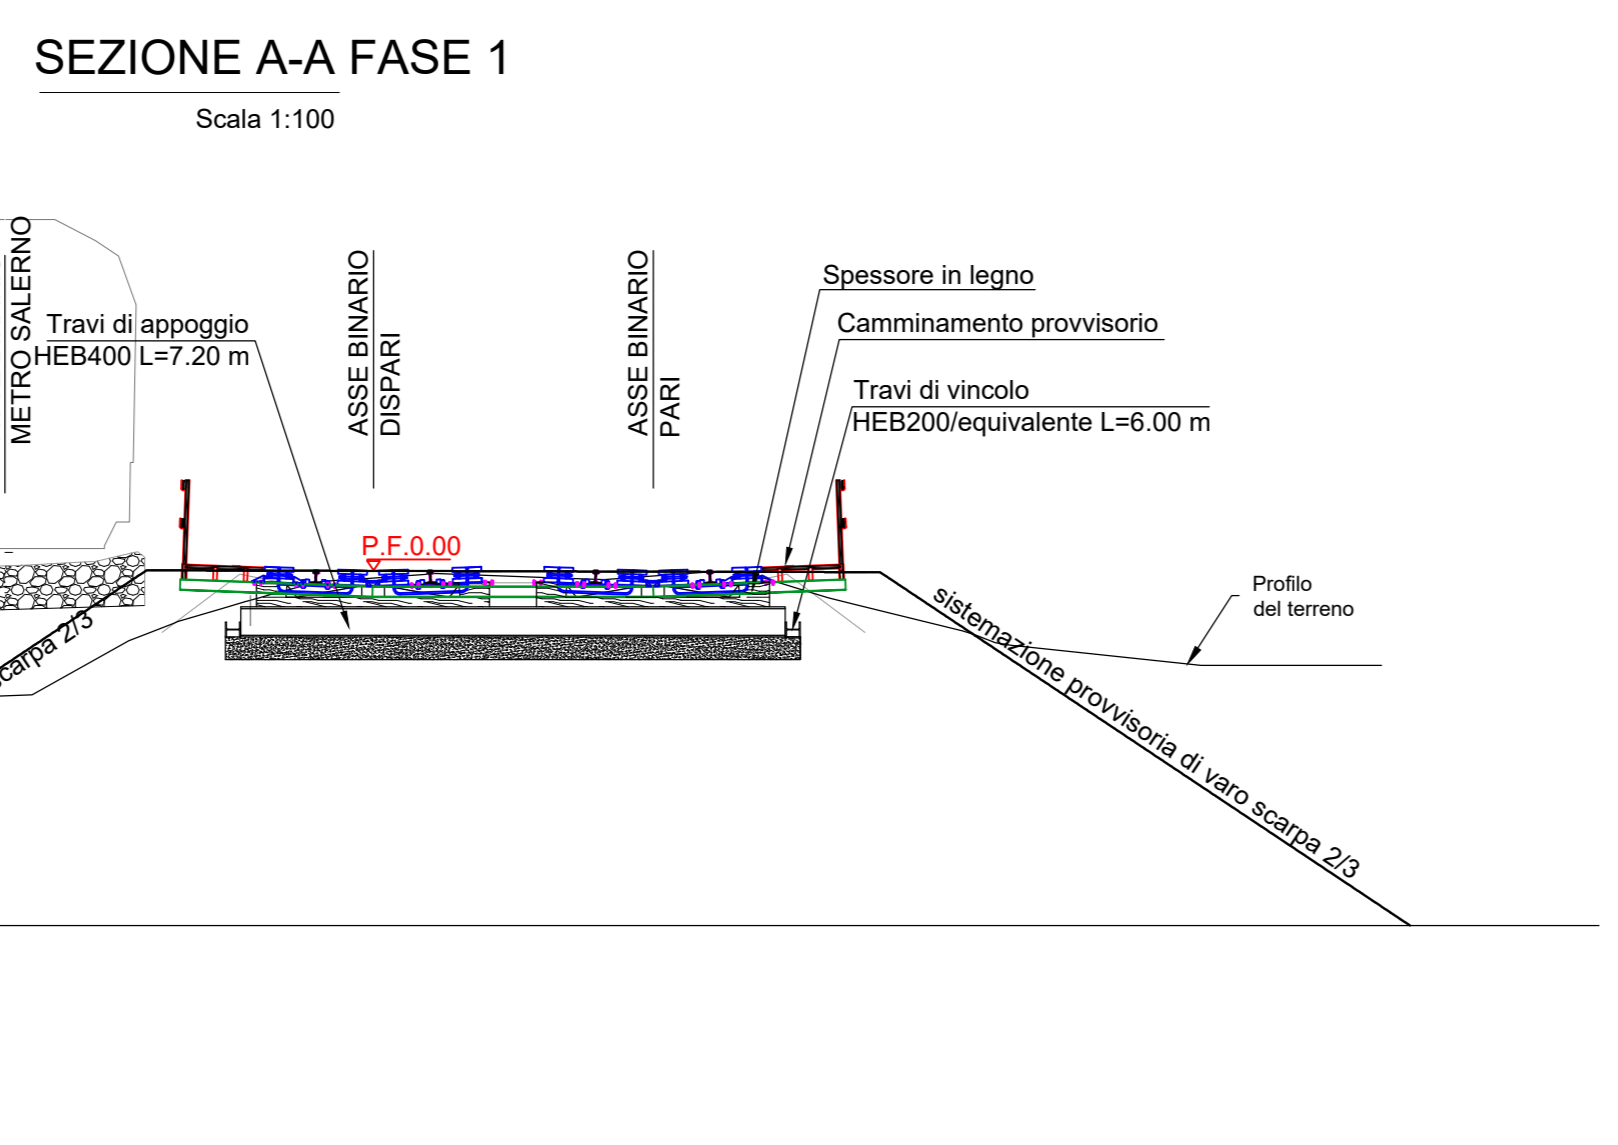 SEZIONE A-A FASE 1
Scala 1:100
METRO SALERNO
Travi di appoggio
HEB400 L=7.20 m
ASSE BINARIO
DISPARI
ASSE BINARIO
PARI
Spessore in legno
Camminamento provvisorio
Travi di vincolo
HEB200/equivalente L=6.00 m
P.F.0.00
Profilo
del terreno
scarpa 2/3
sistemazione provvisoria di varo scarpa 2/3